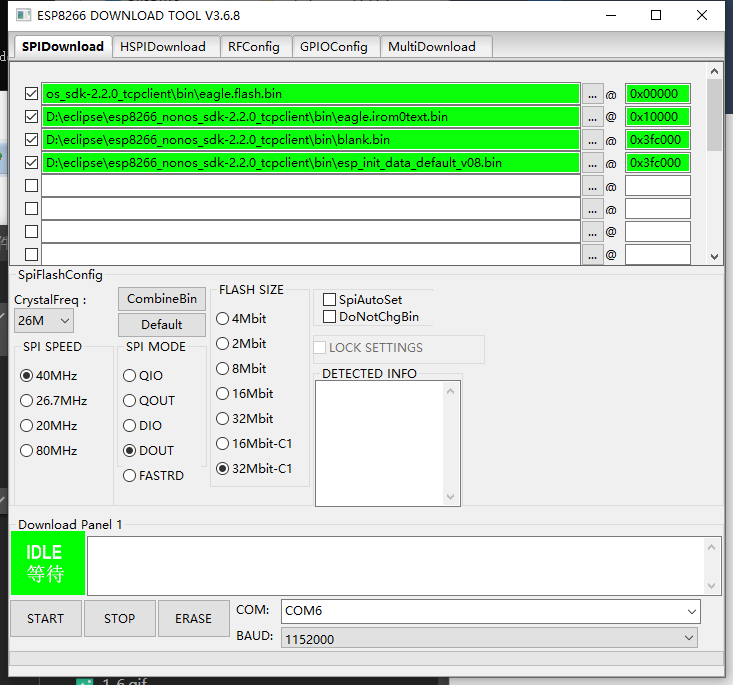 ESP8266 DOWNLOAD TOOL V3.6.8
SPIDownload HSPIDownload RFConfig GPIOConfig MultiDownload
os_sdk-2.2.0_tcpclient\bin\eagle.flash.bin ... @ 0x00000
D:\eclipse\esp8266_nonos_sdk-2.2.0_tcpclient\bin\eagle.irom0text.bin ... @ 0x10000
D:\eclipse\esp8266_nonos_sdk-2.2.0_tcpclient\bin\blank.bin ... @ 0x3fc000
D:\eclipse\esp8266_nonos_sdk-2.2.0_tcpclient\bin\esp_init_data_default_v08.bin ... @ 0x3fc000
... @
... @
... @
... @
SpiFlashConfig
CrystalFreq :
26M
CombineBin
Default
SPI SPEED
40MHz
26.7MHz
20MHz
80MHz
SPI MODE
QIO
QOUT
DIO
DOUT
FASTRD
FLASH SIZE
4Mbit
2Mbit
8Mbit
16Mbit
32Mbit
16Mbit-C1
32Mbit-C1
SpiAutoSet
DoNotChgBin
LOCK SETTINGS
DETECTED INFO
Download Panel 1
IDLE
等待
START STOP ERASE
COM: COM6
BAUD: 1152000